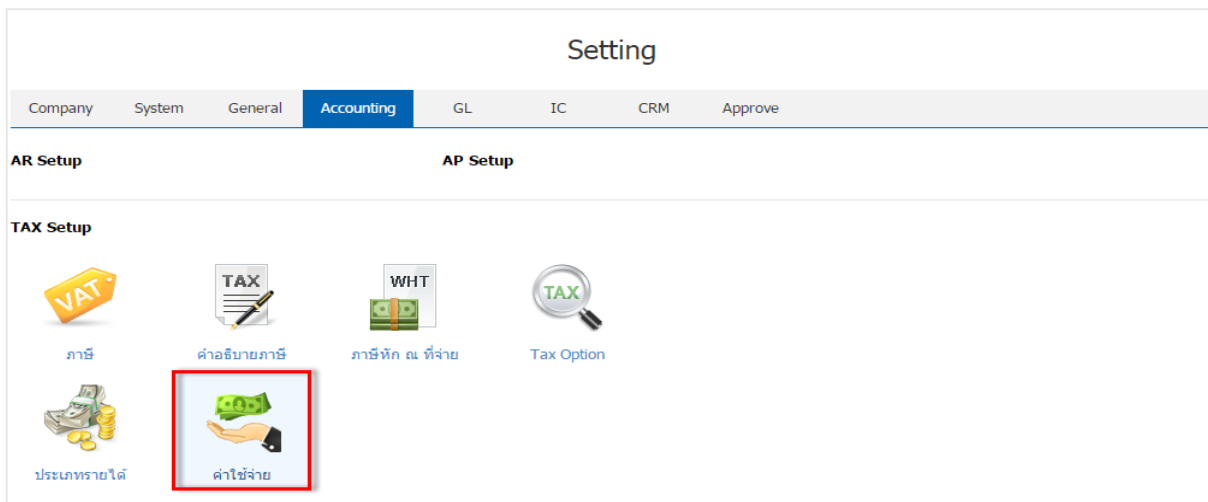 Setting
Company System General Accounting GL IC CRM Approve
AR Setup AP Setup
TAX Setup
VAT TAX WHT TAX
ภาษี คำอธิบายภาษี ภาษีหัก ณ ที่จ่าย Tax Option
ประเภทรายได้ ค่าใช้จ่าย